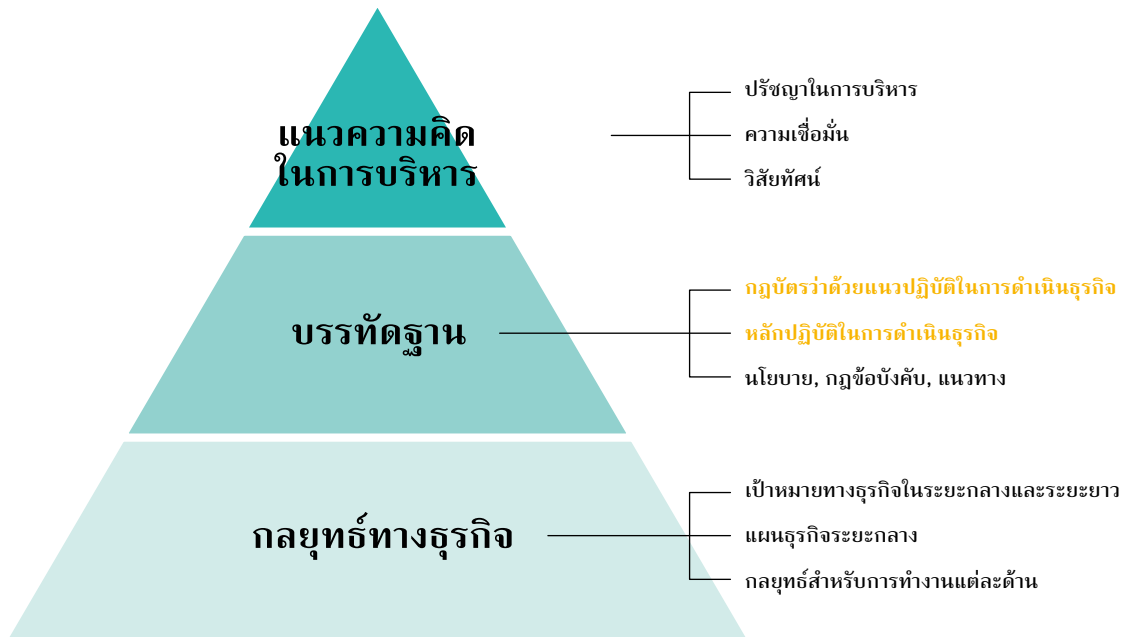 แนวความคิด
ในการบริหาร
ปรัชญาในการบริหาร
ความเชื่อมั่น
วิสัยทัศน์
บรรทัดฐาน
กฎบัตรว่าด้วยแนวปฏิบัติในการดำเนินธุรกิจ
หลักปฏิบัติในการดำเนินธุรกิจ
นโยบาย, กฎข้อบังคับ, แนวทาง
กลยุทธ์ทางธุรกิจ
เป้าหมายทางธุรกิจในระยะกลางและระยะยาว
แผนธุรกิจระยะกลาง
กลยุทธ์สำหรับการทำงานแต่ละด้าน